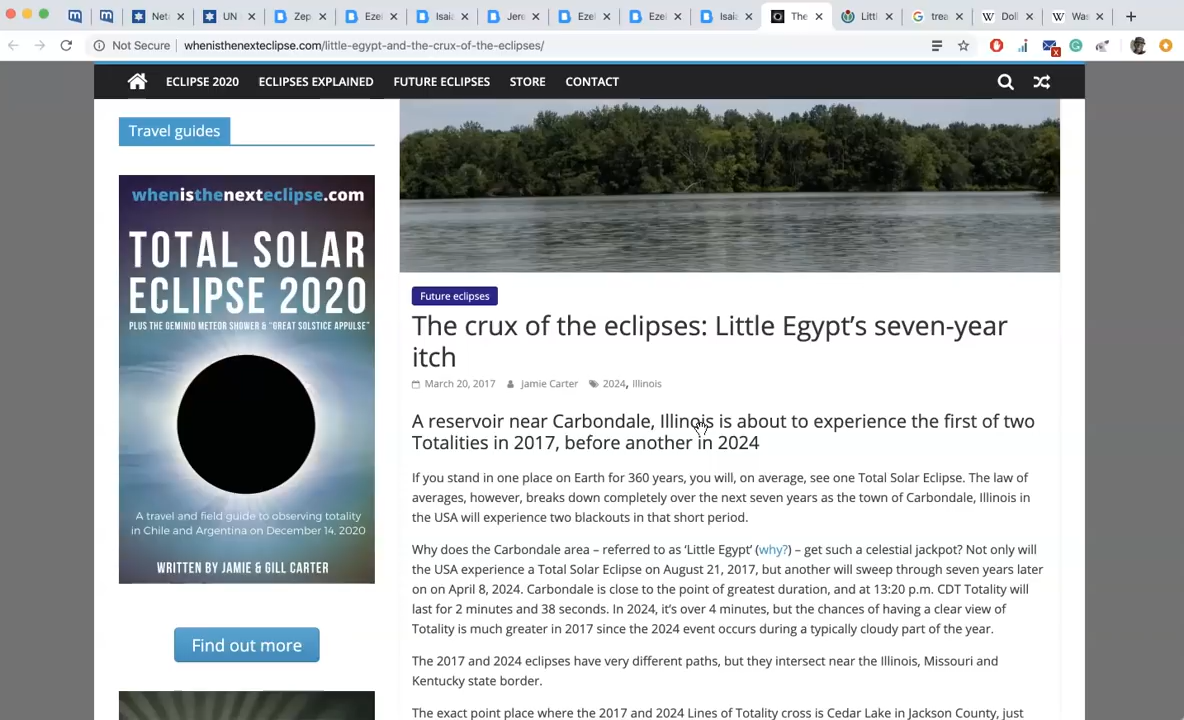 Neta
UN
Zep
Ezel
Isaia
Jere
Ezel
Ezel
Isaia
The
Littl
trea
Doll
Was
Not Secure
whenisthenexteclipse.com/little-egypt-and-the-crux-of-the-eclipses/
ECLIPSE 2020
ECLIPSES EXPLAINED
FUTURE ECLIPSES
STORE
CONTACT
Travel guides
whenisthenexteclipse.com
TOTAL SOLAR
ECLIPSE 2020
PLUS THE GEMINID METEOR SHOWER & "GREAT SOLSTICE APPULSE"
A travel and field guide to observing totality
in Chile and Argentina on December 14, 2020
WRITTEN BY JAMIE & GILL CARTER
Find out more
Future eclipses
The crux of the eclipses: Little Egypt's seven-year
itch
March 20, 2017 Jamie Carter 2024, Illinois
A reservoir near Carbondale, Illinois is about to experience the first of two
Totalities in 2017, before another in 2024
If you stand in one place on Earth for 360 years, you will, on average, see one Total Solar Eclipse. The law of
averages, however, breaks down completely over the next seven years as the town of Carbondale, Illinois in
the USA will experience two blackouts in that short period.
Why does the Carbondale area – referred to as 'Little Egypt' (why?) – get such a celestial jackpot? Not only will
the USA experience a Total Solar Eclipse on August 21, 2017, but another will sweep through seven years later
on on April 8, 2024. Carbondale is close to the point of greatest duration, and at 13:20 p.m. CDT Totality will
last for 2 minutes and 38 seconds. In 2024, it's over 4 minutes, but the chances of having a clear view of
Totality is much greater in 2017 since the 2024 event occurs during a typically cloudy part of the year.
The 2017 and 2024 eclipses have very different paths, but they intersect near the Illinois, Missouri and
Kentucky state border.
The exact point place where the 2017 and 2024 Lines of Totality cross is Cedar Lake in Jackson County, just